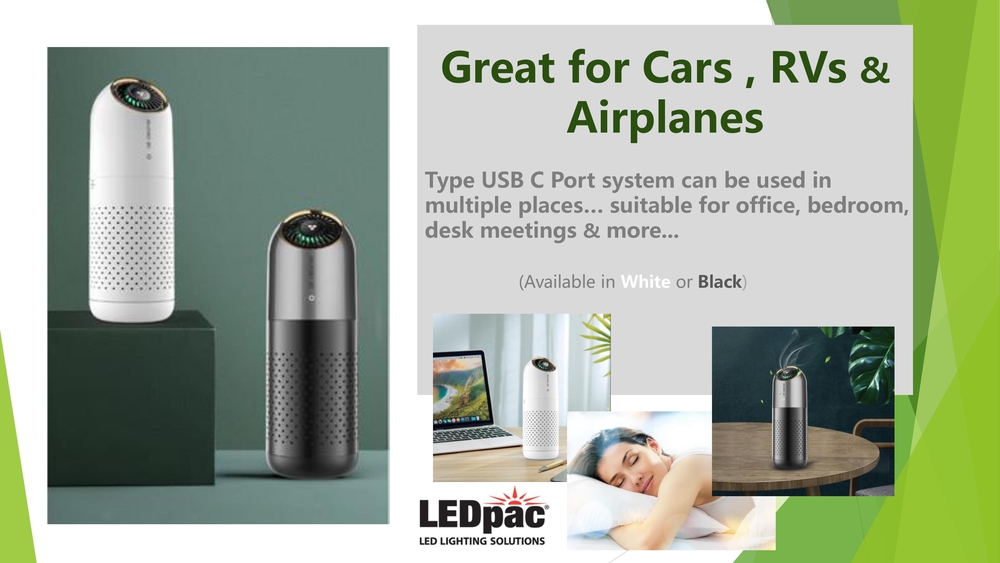 Great for Cars , RVs &
Airplanes
Type USB C Port system can be used in
multiple places... suitable for office, bedroom,
desk meetings & more...
(Available in White or Black)
LEDpac®
LED LIGHTING SOLUTIONS